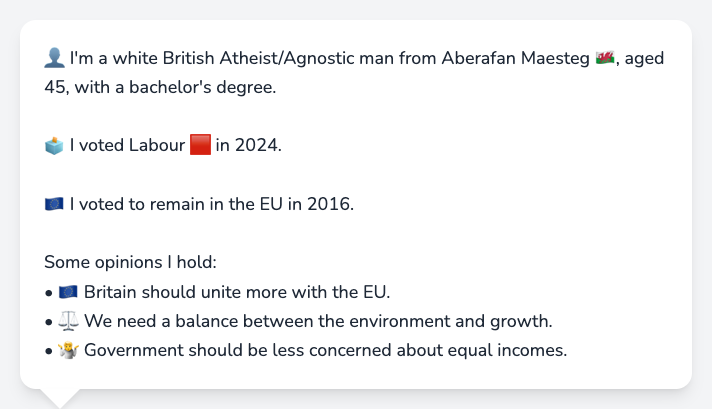 👤 I'm a white British Atheist/Agnostic man from Aberafan Maesteg 🏴󠁧󠁢󠁷󠁬󠁳󠁿, aged
45, with a bachelor's degree.
🗳️ I voted Labour 🟥 in 2024.
🇪🇺 I voted to remain in the EU in 2016.
Some opinions I hold:
• 🇪🇺 Britain should unite more with the EU.
• ⚖️ We need a balance between the environment and growth.
• 🤷 Government should be less concerned about equal incomes.